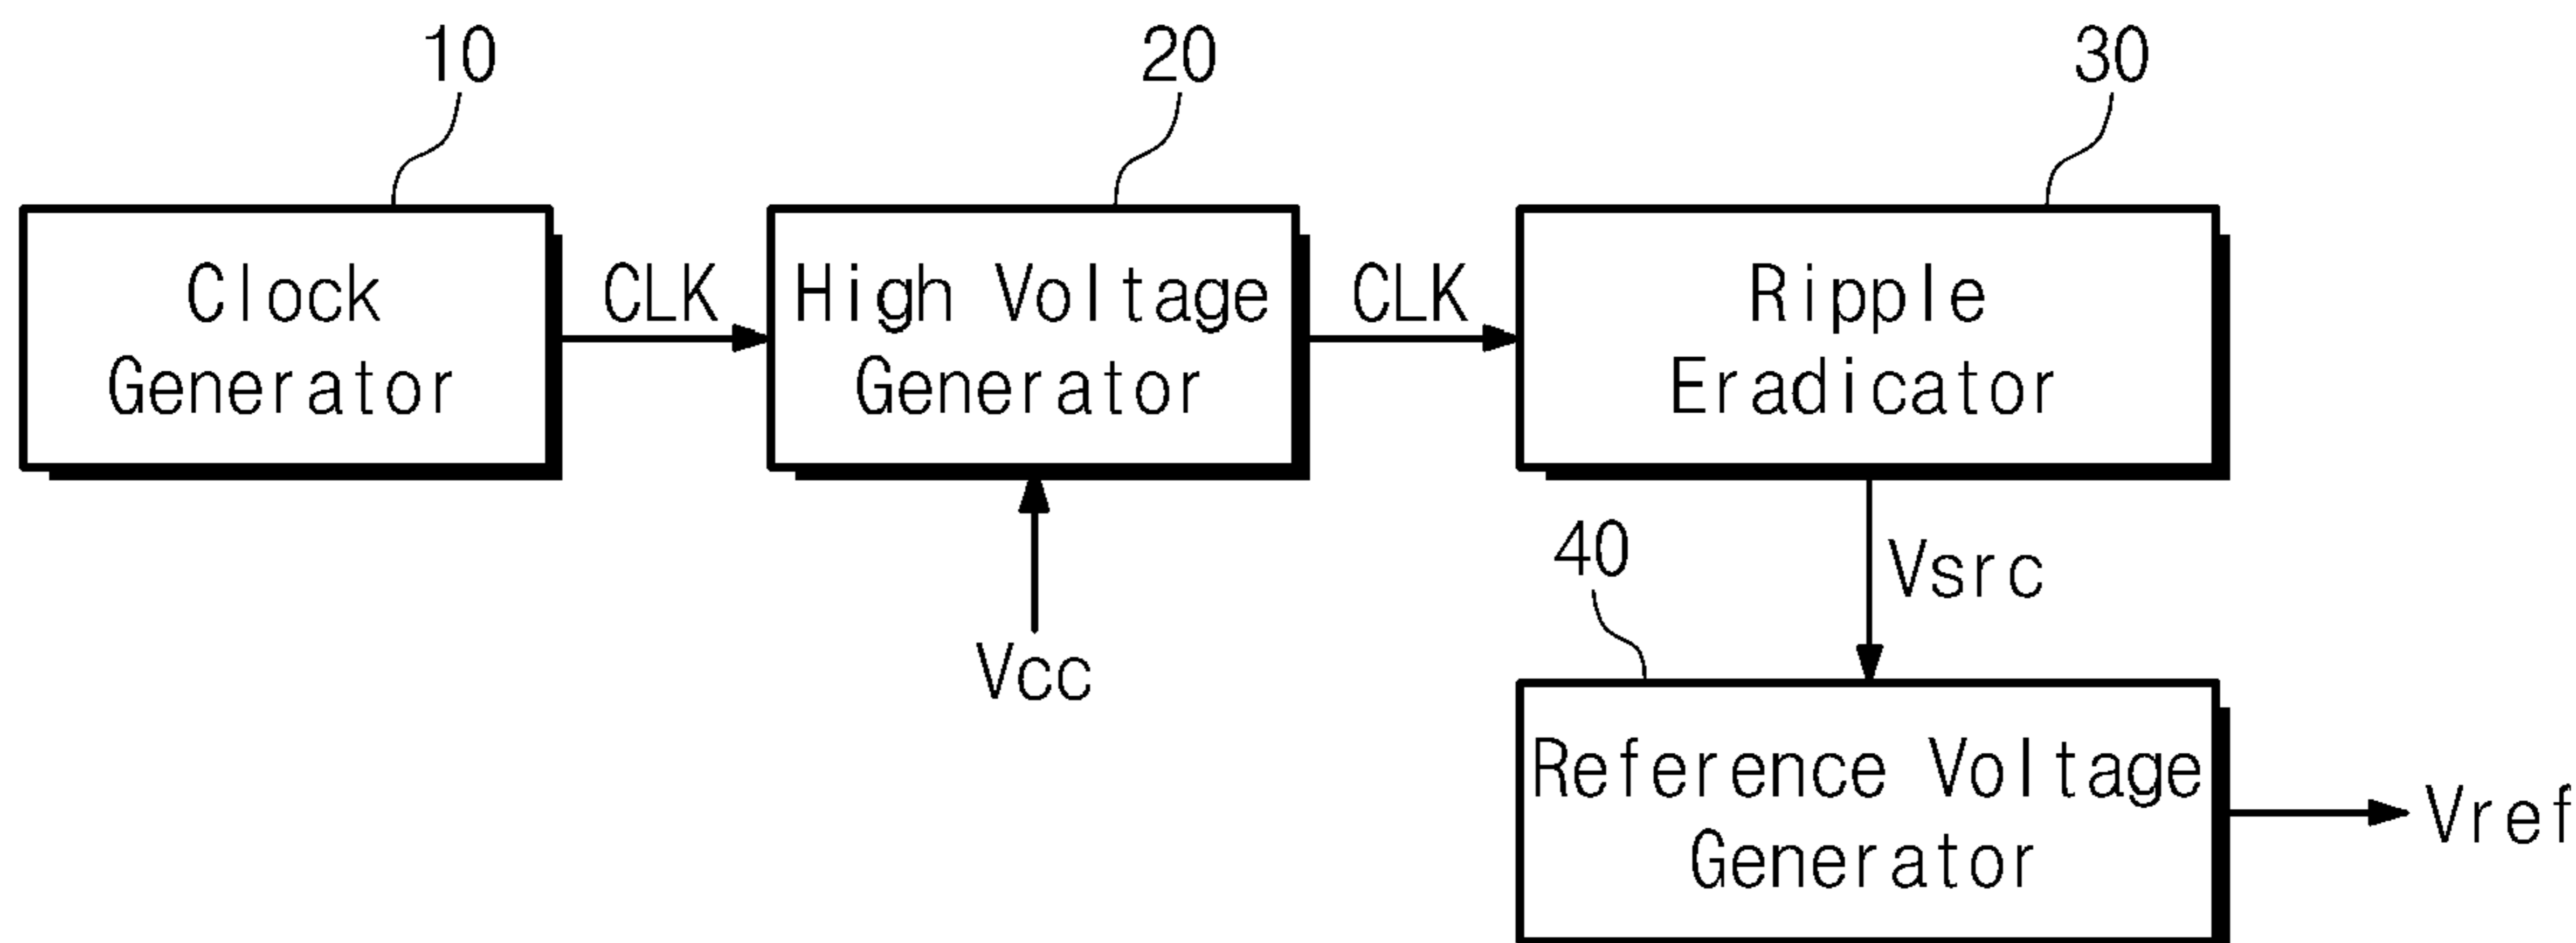 10
20
30
Clock
Generator
CLK
High Voltage
Generator
CLK
Ripple
Eradicator
Vcc
40
Vsrc
Reference Voltage
Generator
Vref